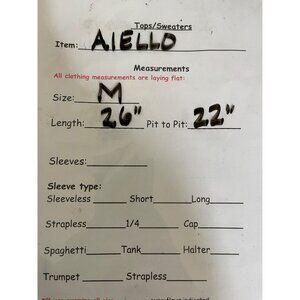 Tops/Sweaters
Item: AIELLO
Measurements
All clothing measurements are laying flat:
Size: M
Length: 26" Pit to Pit: 22"
Sleeves:
Sleeve type:
Sleeveless Short Long
Strapless 1/4 Cap
Spaghetti Tank Halter
Trumpet Strapless